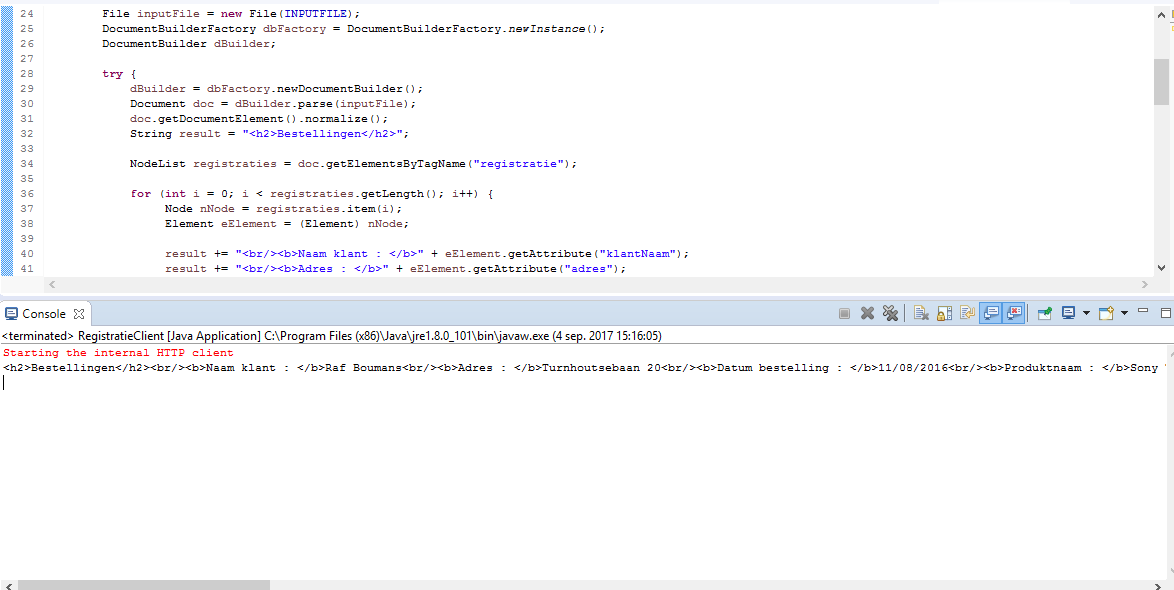 24 File inputFile = new File(INPUTFILE);
25 DocumentBuilderFactory dbFactory = DocumentBuilderFactory.newInstance();
26 DocumentBuilder dBuilder;
27
28 try {
29 dBuilder = dbFactory.newDocumentBuilder();
30 Document doc = dBuilder.parse(inputFile);
31 doc.getDocumentElement().normalize();
32 String result = "<h2>Bestellingen</h2>";
33
34 NodeList registraties = doc.getElementsByTagName("registratie");
35
36 for (int i = 0; i < registraties.getLength(); i++) {
37 Node nNode = registraties.item(i);
38 Element eElement = (Element) nNode;
39
40 result += "<br/><b>Naam klant : </b>" + eElement.getAttribute("klantNaam");
41 result += "<br/><b>Adres : </b>" + eElement.getAttribute("adres");
Console
<terminated> RegistratieClient [Java Application] C:\Program Files (x86)\Java\jre1.8.0_101\bin\javaw.exe (4 sep. 2017 15:16:05)
Starting the internal HTTP client
<h2>Bestellingen</h2><br/><b>Naam klant : </b>Raf Boumans<br/><b>Adres : </b>Turnhoutsebaan 20<br/><b>Datum bestelling : </b>11/08/2016<br/><b>Produktnaam : </b>Sony